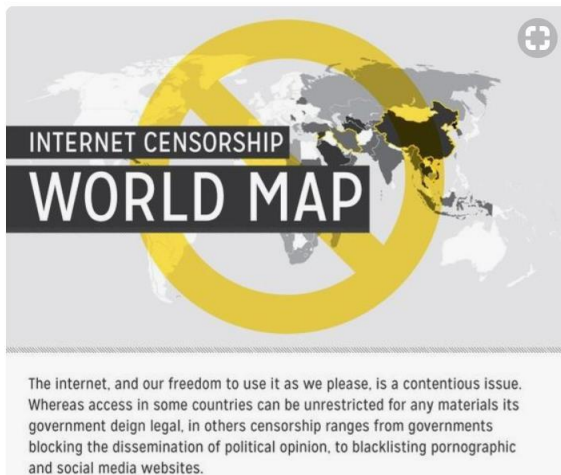 INTERNET CENSORSHIP
WORLD MAP
The internet, and our freedom to use it as we please, is a contentious issue.
Whereas access in some countries can be unrestricted for any materials its
government deign legal, in others censorship ranges from governments
blocking the dissemination of political opinion, to blacklisting pornographic
and social media websites.